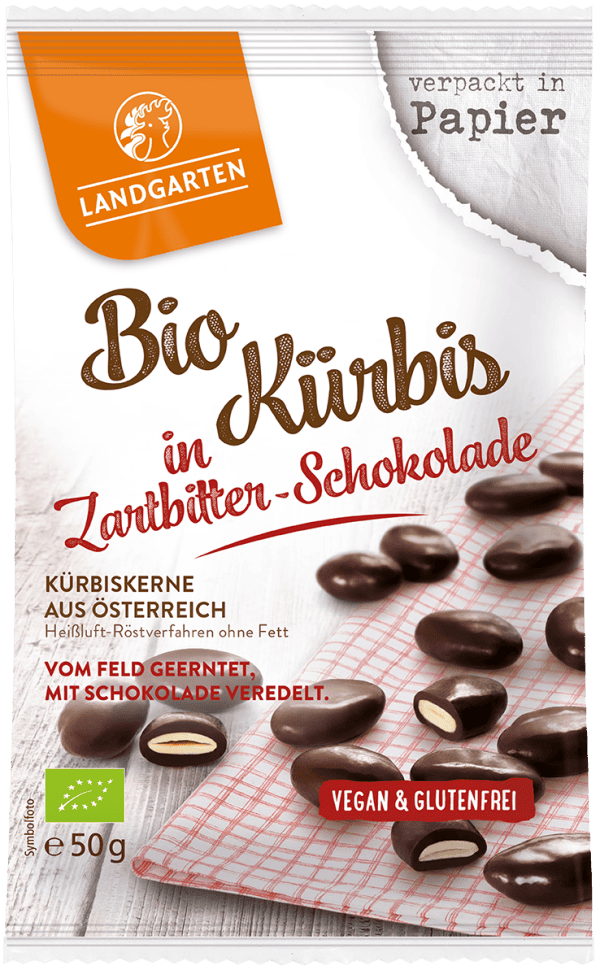 LANDGARTEN
verpackt in
Papier
Bio
Kürbis
in
Zartbitter-Schokolade
KÜRBISKERNE
AUS ÖSTERREICH
Heißluft-Röstverfahren ohne Fett
VOM FELD GEERNTET,
MIT SCHOKOLADE VEREDELT.
VEGAN & GLUTENFREI
Symbolfoto
℮ 50 g